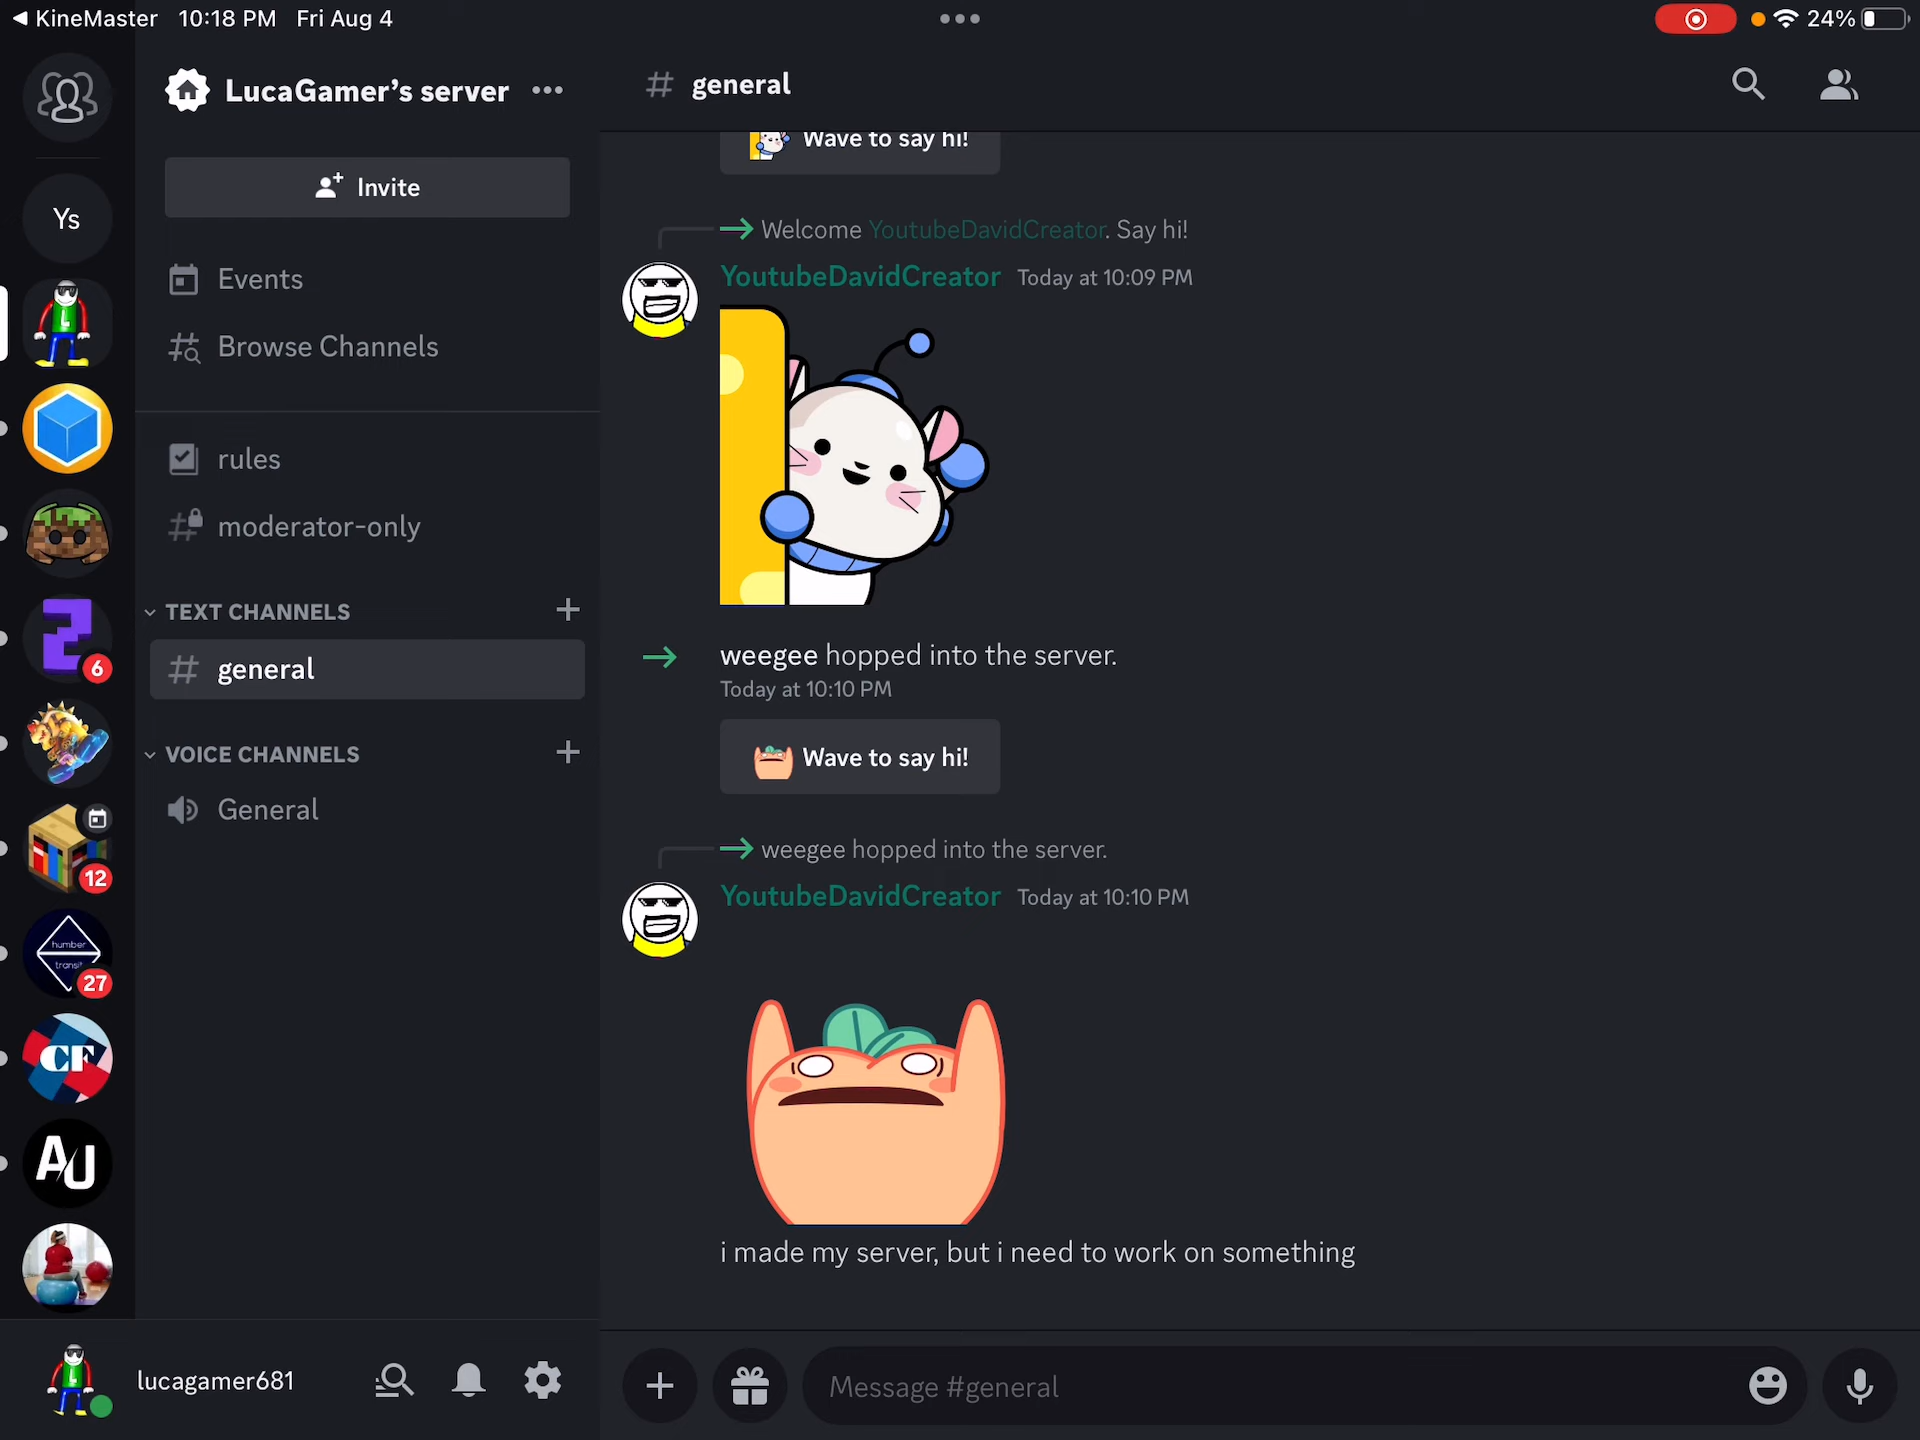 KineMaster 10:18 PM Fri Aug 4
24%
Ys
6
12
humber
transit
27
CF
AU
LucaGamer’s server
Invite
Events
Browse Channels
rules
moderator-only
TEXT CHANNELS
general
VOICE CHANNELS
General
lucagamer681
general
Wave to say hi!
Welcome YoutubeDavidCreator. Say hi!
YoutubeDavidCreator Today at 10:09 PM
weegee hopped into the server.
Today at 10:10 PM
Wave to say hi!
weegee hopped into the server.
YoutubeDavidCreator Today at 10:10 PM
i made my server, but i need to work on something
Message #general